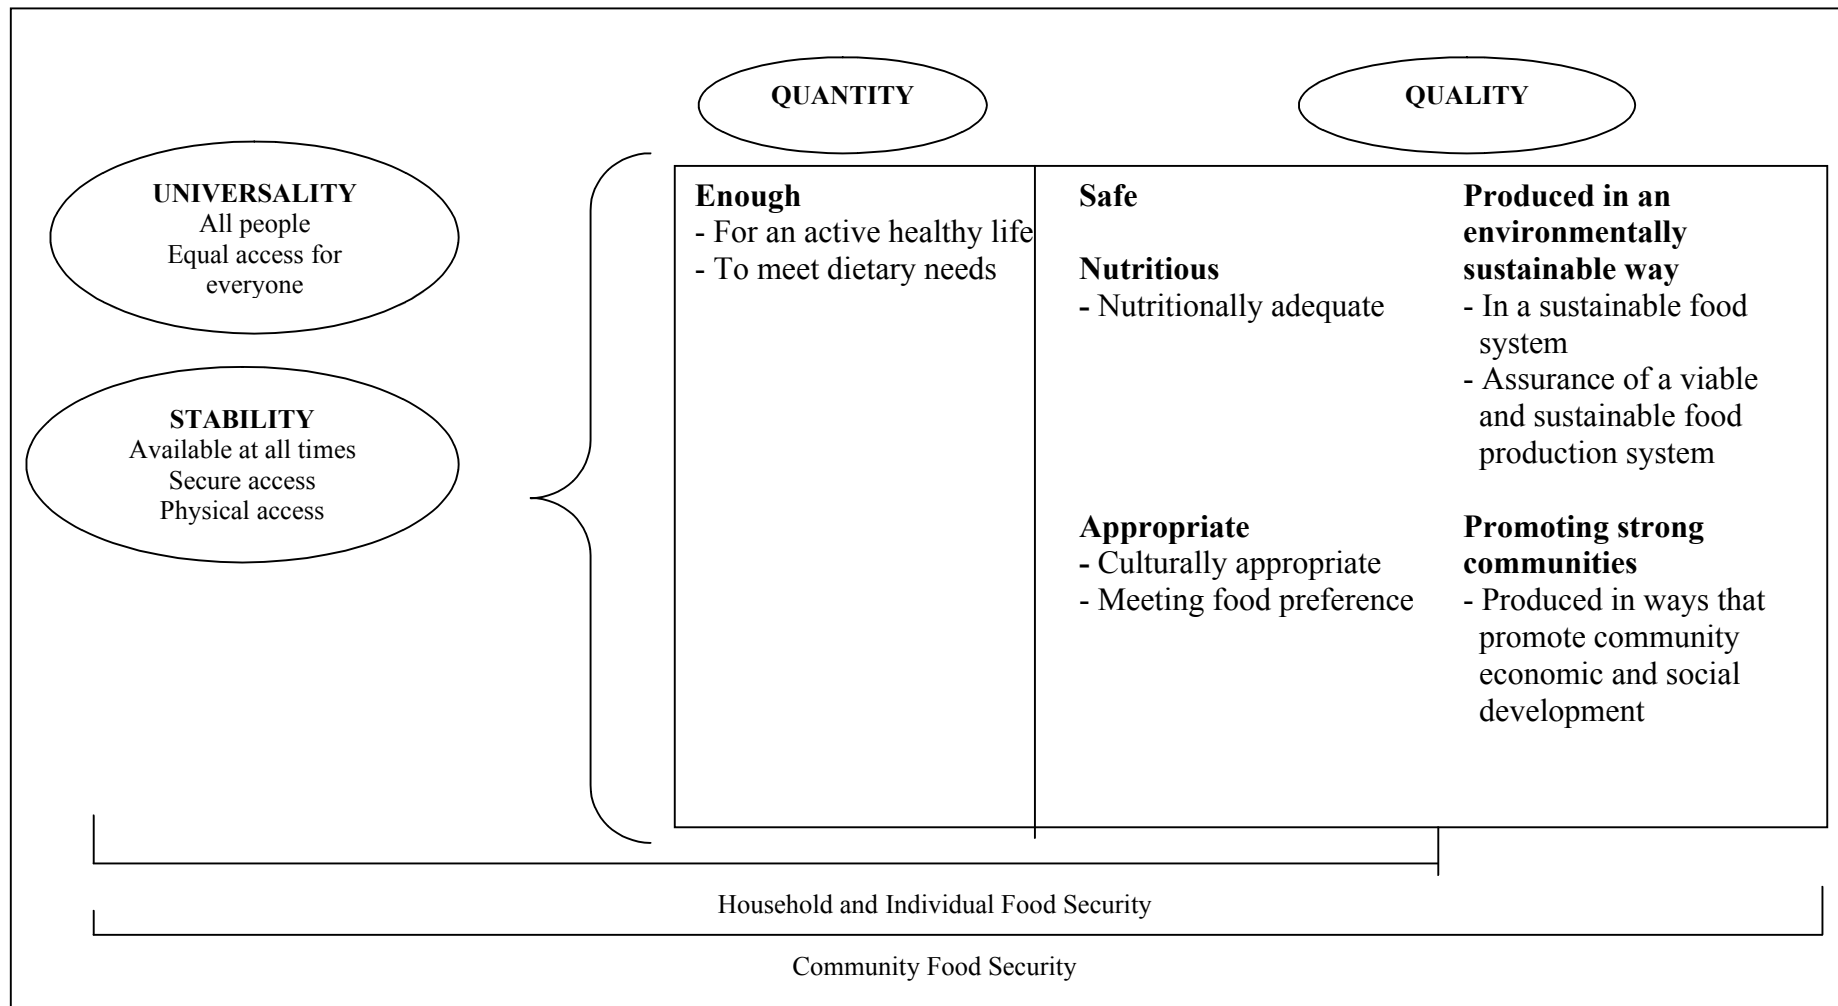 QUANTITY
QUALITY
UNIVERSALITY
All people
Equal access for
everyone
STABILITY
Available at all times
Secure access
Physical access
Enough
- For an active healthy life
- To meet dietary needs
Safe
Nutritious
- Nutritionally adequate
Appropriate
- Culturally appropriate
- Meeting food preference
Produced in an
environmentally
sustainable way
- In a sustainable food
system
- Assurance of a viable
and sustainable food
production system
Promoting strong
communities
- Produced in ways that
promote community
economic and social
development
Household and Individual Food Security
Community Food Security